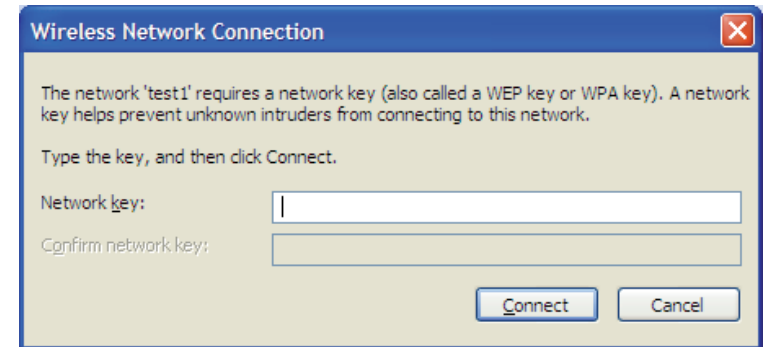 Wireless Network Connection
The network 'test1' requires a network key (also called a WEP key or WPA key). A network
key helps prevent unknown intruders from connecting to this network.
Type the key, and then click Connect.
Network key:
Confirm network key:
Connect Cancel